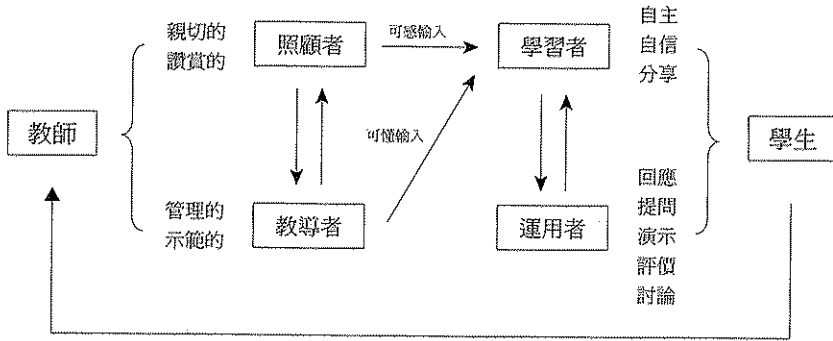 親切的
讚賞的
照顧者
可感輸入
學習者
自主
自信
分享
教師
可懂輸入
學生
管理的
示範的
教導者
運用者
回應
提問
演示
評價
討論